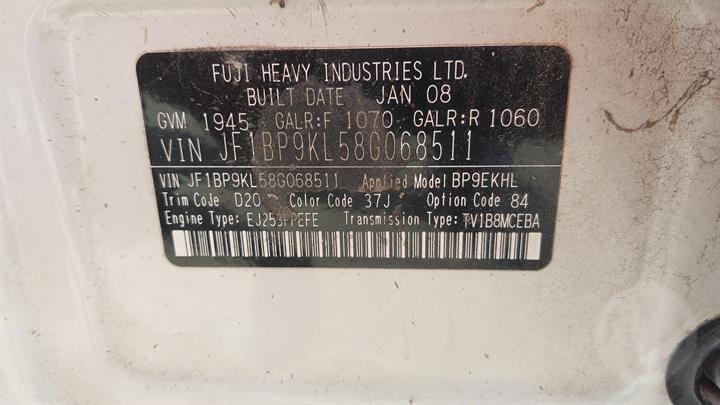 FUJI HEAVY INDUSTRIES LTD.
BUILT DATE JAN 08
GVM 1945 GALR:F 1070 GALR:R 1060
VIN JF1BP9KL58G068511
VIN JF1BP9KL58G068511 Applied Model BP9EKHL
Trim Code D20 Color Code 37J Option Code 84
Engine Type: EJ253FPEFE Transmission Type: TV1B8MCEBA